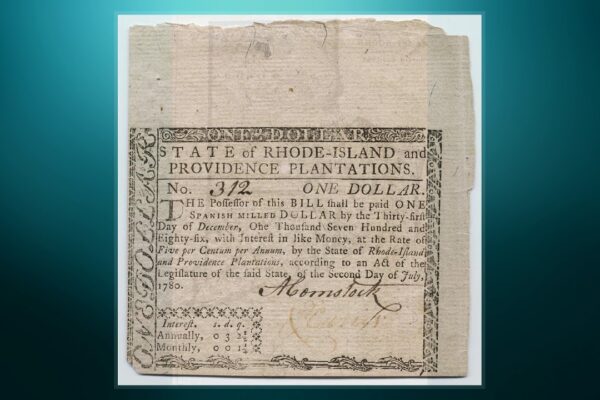 ONE DOLLAR
ONE DOLLAR
STATE of RHODE-ISLAND and
PROVIDENCE PLANTATIONS.
No. 312 ONE DOLLAR.
THE Possessor of this BILL shall be paid ONE
SPANISH MILLED DOLLAR by the Thirty-first
Day of December, One Thousand Seven Hundred and
Eighty-six, with Interest in like Money, at the Rate of
Five per Centum per Annum, by the State of Rhode-Island
and Providence Plantations, according to an Act of the
Legislature of the said State, of the Second Day of July,
1780.
AComstock
Interest. s. d. q.
Annually, 0 3 2
Monthly, 0 0 1